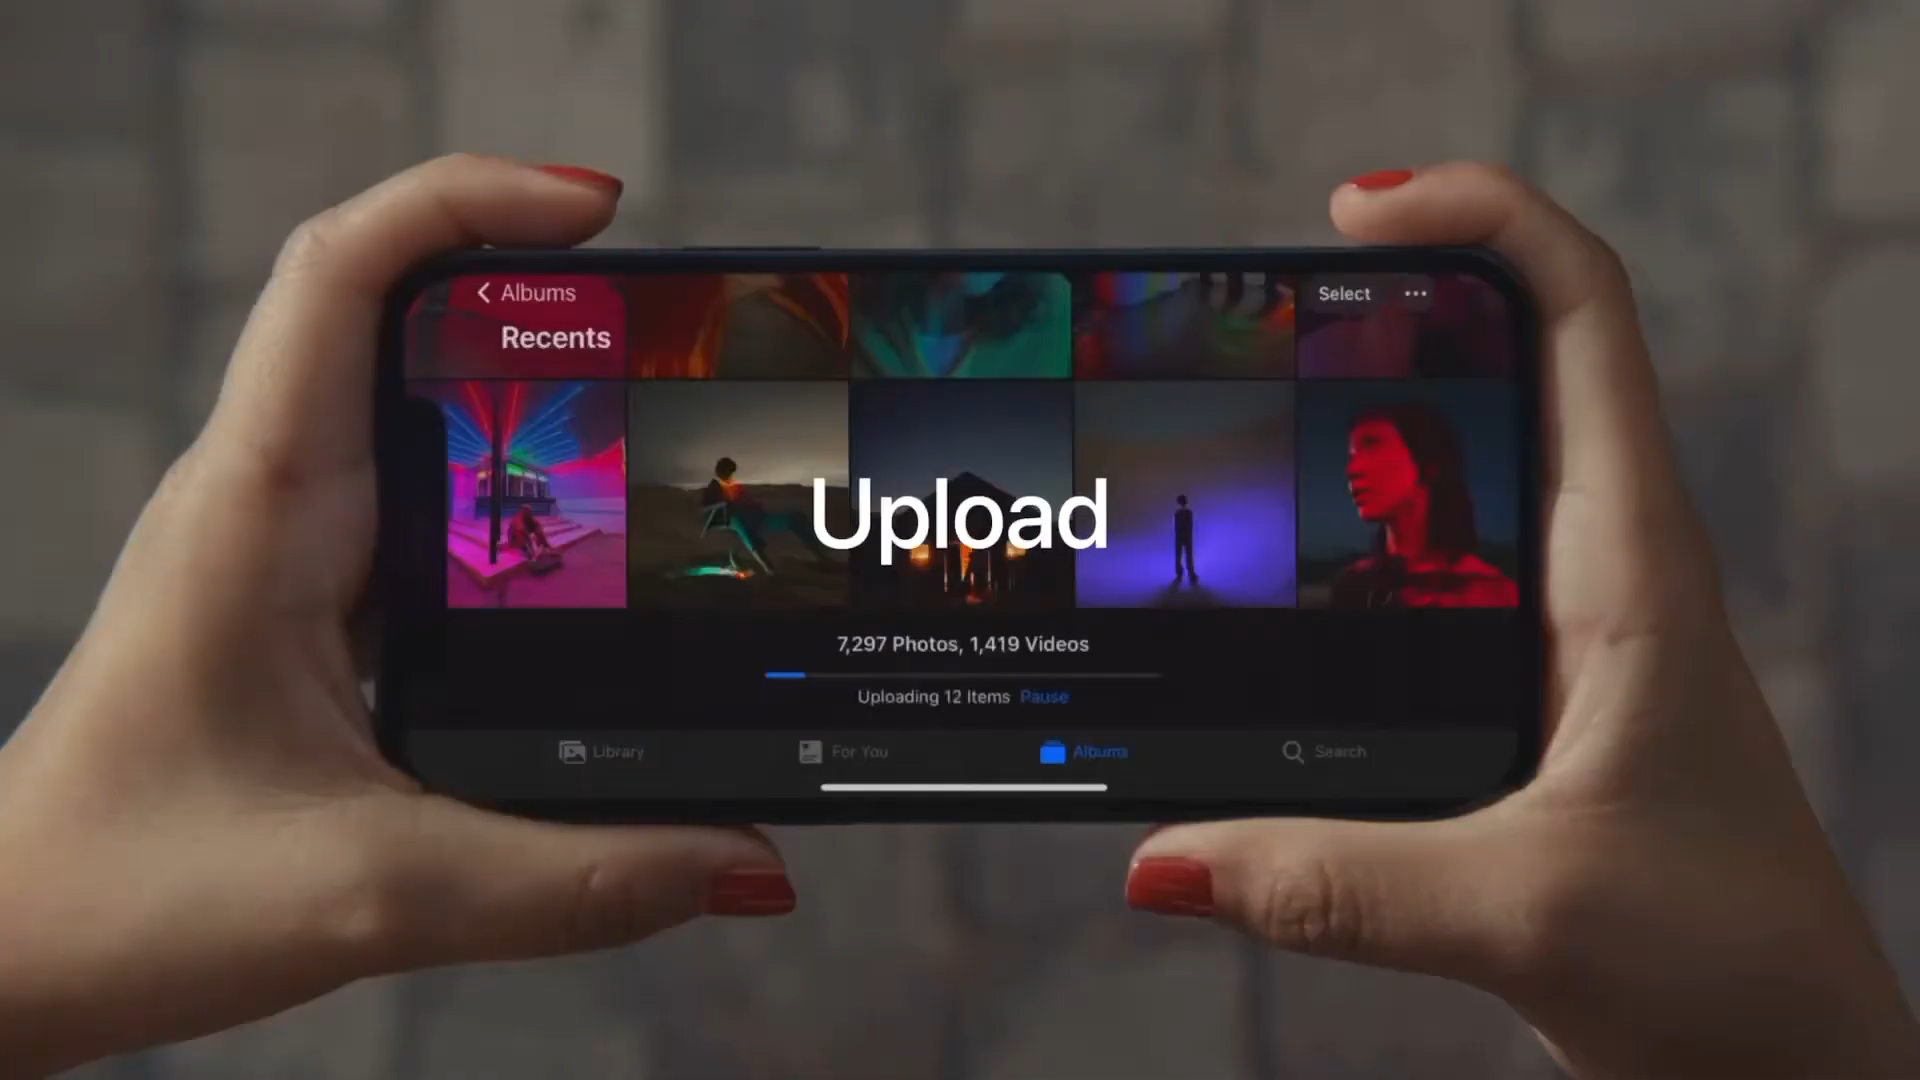 Albums
Select
Recents
Upload
7,297 Photos, 1,419 Videos
Uploading 12 Items Pause
Library
For You
Albums
Search